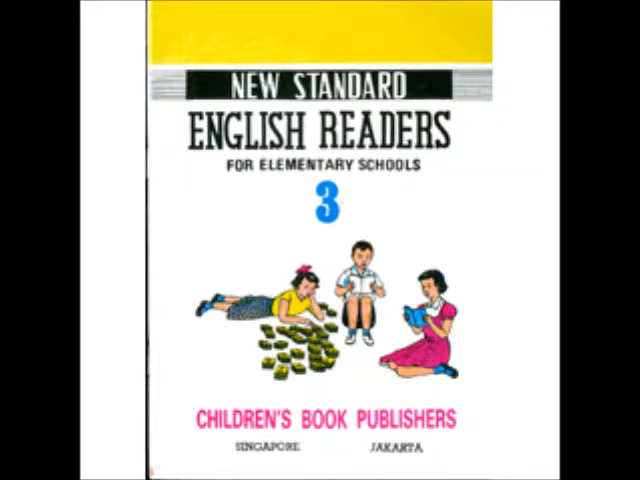 NEW STANDARD
ENGLISH READERS
FOR ELEMENTARY SCHOOLS
3
CHILDREN'S BOOK PUBLISHERS
SINGAPORE JAKARTA